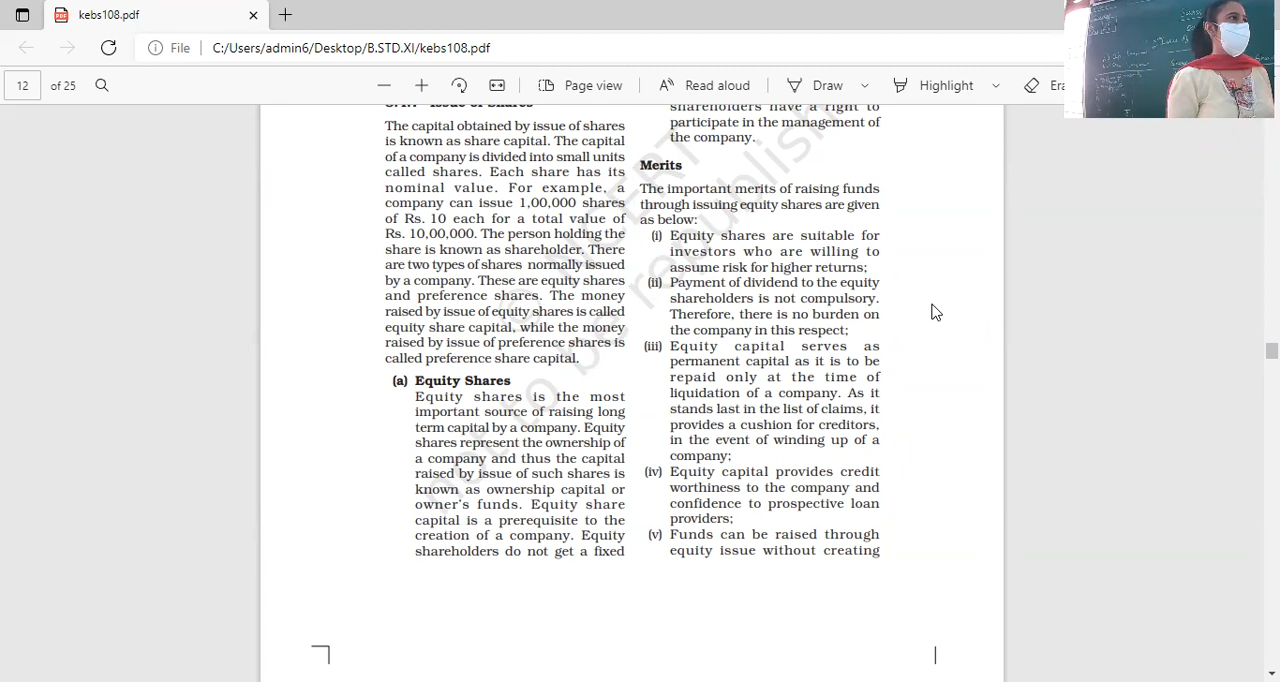 kebs108.pdf
File
C:/Users/admin6/Desktop/B.STD.XI/kebs108.pdf
12 of 25
Page view
Read aloud
Draw
Highlight
Era
Issue of Shares
The capital obtained by issue of shares
is known as share capital. The capital
of a company is divided into small units
called shares. Each share has its
nominal value. For example, a
company can issue 1,00,000 shares
of Rs. 10 each for a total value of
Rs. 10,00,000. The person holding the
share is known as shareholder. There
are two types of shares normally issued
by a company. These are equity shares
and preference shares. The money
raised by issue of equity shares is called
equity share capital, while the money
raised by issue of preference shares is
called preference share capital.
(a) Equity Shares
Equity shares is the most
important source of raising long
term capital by a company. Equity
shares represent the ownership of
a company and thus the capital
raised by issue of such shares is
known as ownership capital or
owner's funds. Equity share
capital is a prerequisite to the
creation of a company. Equity
shareholders do not get a fixed
shareholders have a right to
participate in the management of
the company.
Merits
The important merits of raising funds
through issuing equity shares are given
as below:
(i) Equity shares are suitable for
investors who are willing to
assume risk for higher returns;
(ii) Payment of dividend to the equity
shareholders is not compulsory.
Therefore, there is no burden on
the company in this respect;
(iii) Equity capital serves as
permanent capital as it is to be
repaid only at the time of
liquidation of a company. As it
stands last in the list of claims, it
provides a cushion for creditors,
in the event of winding up of a
company;
(iv) Equity capital provides credit
worthiness to the company and
confidence to prospective loan
providers;
(v) Funds can be raised through
equity issue without creating
© NCERT
not to be republish